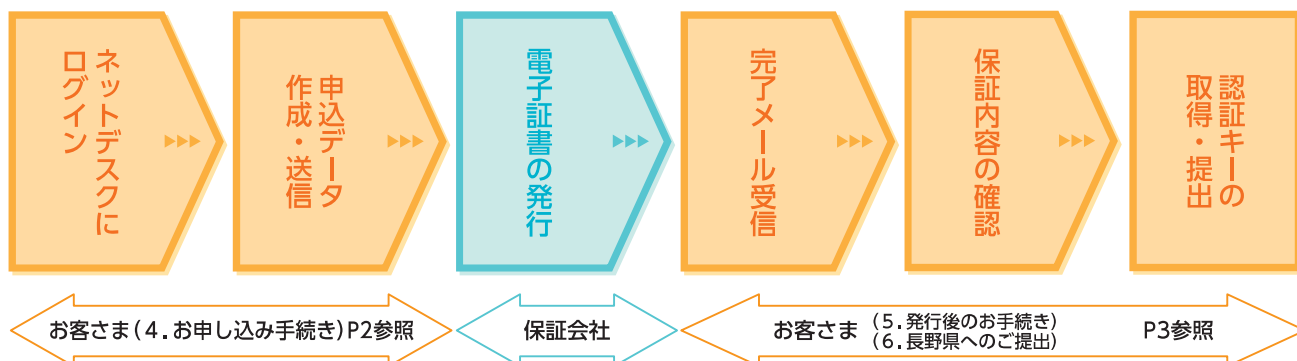 ネットデスクに
ログイン
申込データ
作成・送信
電子証書の発行
完了メール受信
保証内容の確認
認証キーの
取得・提出
お客さま(4.お申し込み手続き)P2参照
保証会社
お客さま
(5.発行後のお手続き)
(6.長野県へのご提出)
P3参照